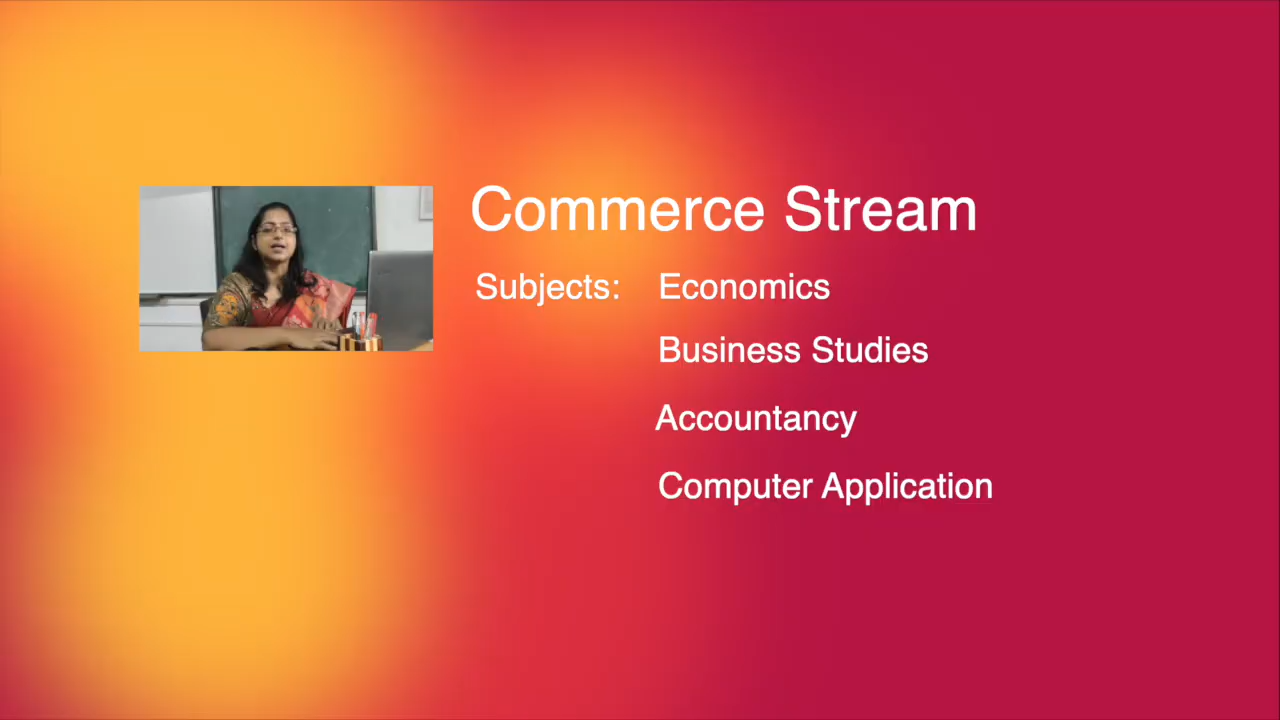 Commerce Stream
Subjects: Economics
Business Studies
Accountancy
Computer Application